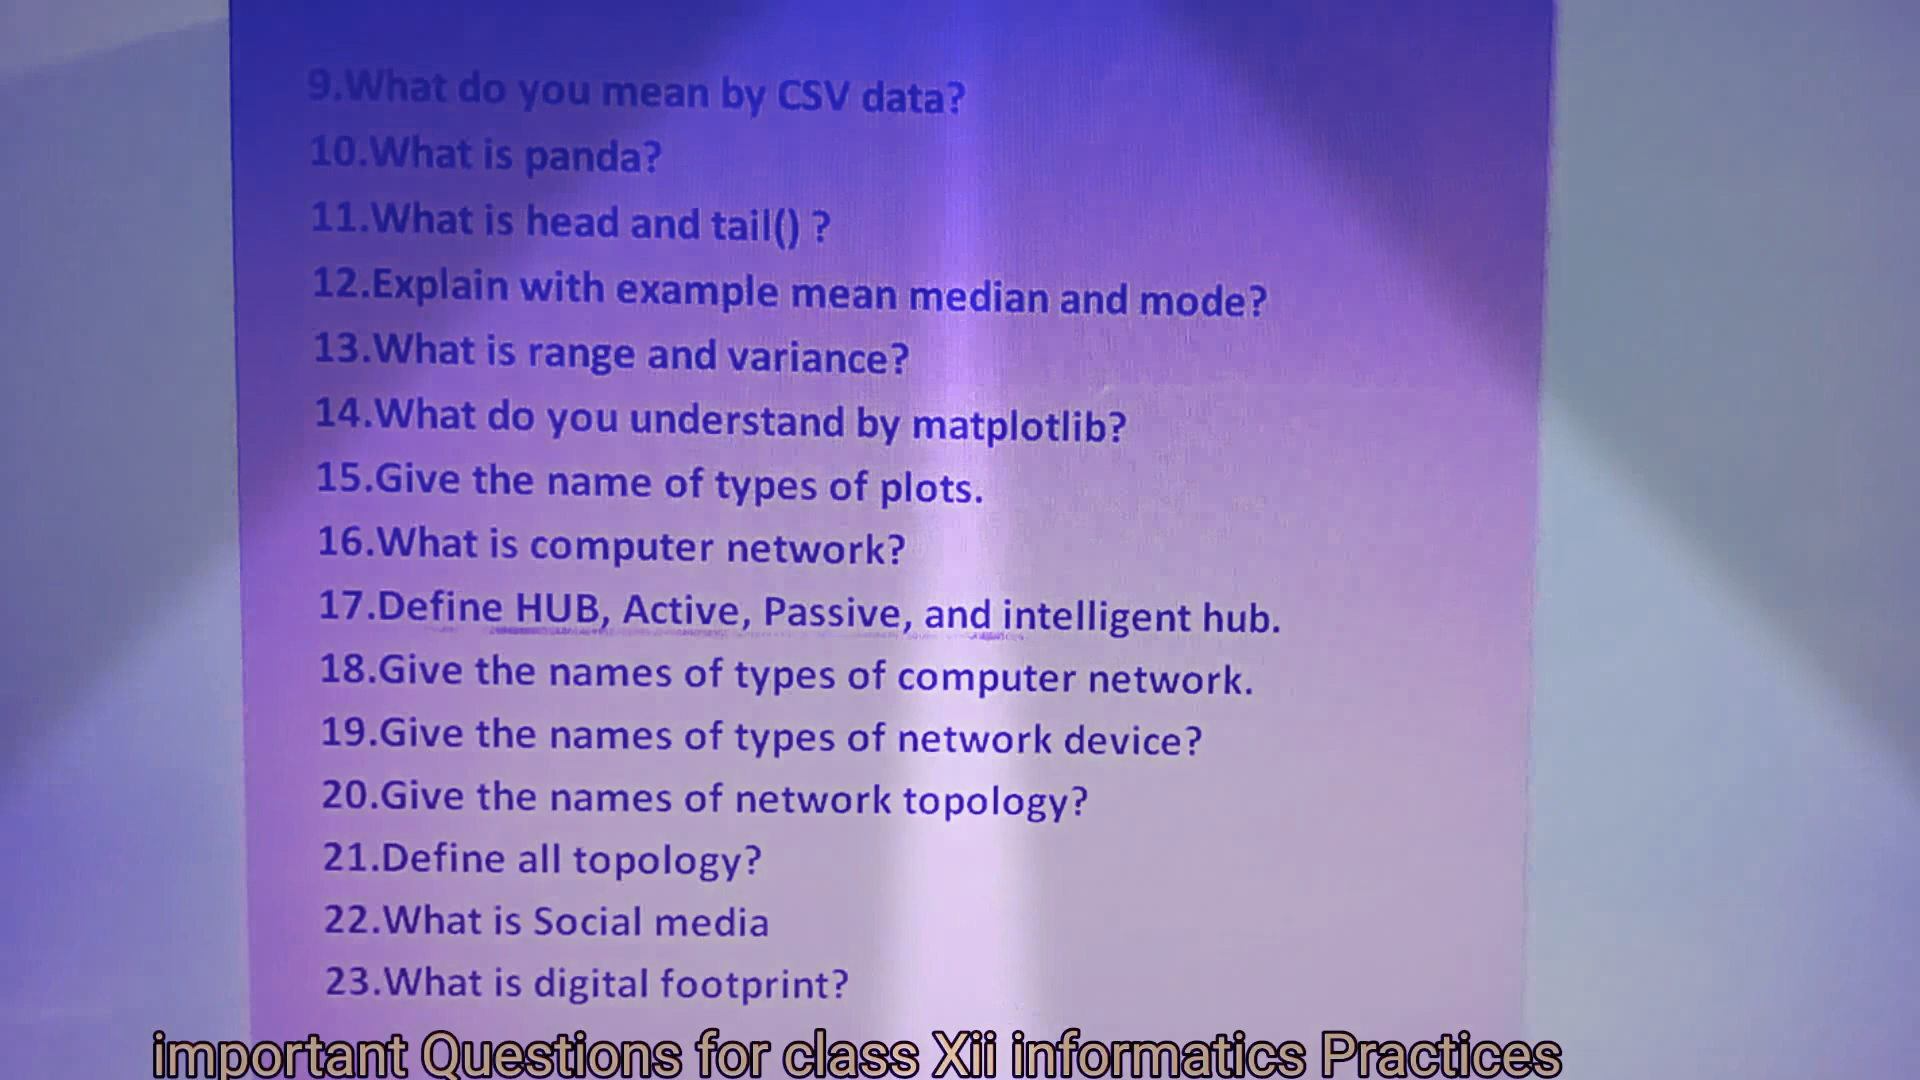 9.What do you mean by CSV data?
10.What is panda?
11.What is head and tail() ?
12.Explain with example mean median and mode?
13.What is range and variance?
14.What do you understand by matplotlib?
15.Give the name of types of plots.
16.What is computer network?
17.Define HUB, Active, Passive, and intelligent hub.
18.Give the names of types of computer network.
19.Give the names of types of network device?
20.Give the names of network topology?
21.Define all topology?
22.What is Social media
23.What is digital footprint?
important Questions for class Xii informatics Practices